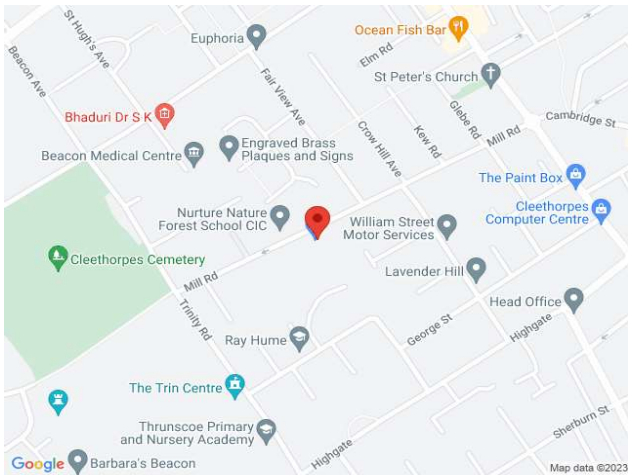 St Hugh's Ave
Beacon Ave
Euphoria
Ocean Fish Bar
Elm Rd
St Peter's Church
Fair View Ave
Bhaduri Dr S K
Crow Hill Ave
Kew Rd
Glebe Rd
Mill Rd
Cambridge St
Beacon Medical Centre
Engraved Brass
Plaques and Signs
The Paint Box
Cleethorpes
Computer Centre
Nurture Nature
Forest School CIC
William Street
Motor Services
Cleethorpes Cemetery
Lavender Hill
Mill Rd
Trinity Rd
Head Office
Ray Hume
George St
Highgate
The Trin Centre
Thrunscoe Primary
and Nursery Academy
Highgate
Sherburn St
Google
Barbara's Beacon
Map data ©2023